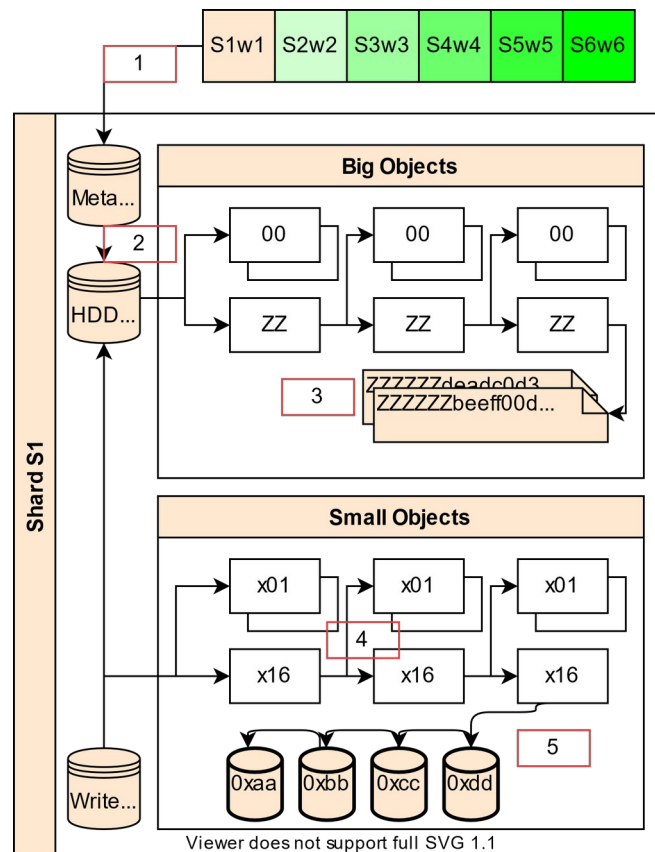 S1w1 S2w2 S3w3 S4w4 S5w5 S6w6
1
Shard S1
Meta...
2
HDD...
Big Objects
00 00 00
ZZ ZZ ZZ
3
ZZZZZZdeadc0d3
ZZZZZZbeeff00d...
Small Objects
x01 x01 x01
4
x16 x16 x16
5
0xaa 0xbb 0xcc 0xdd
Write...
Viewer does not support full SVG 1.1